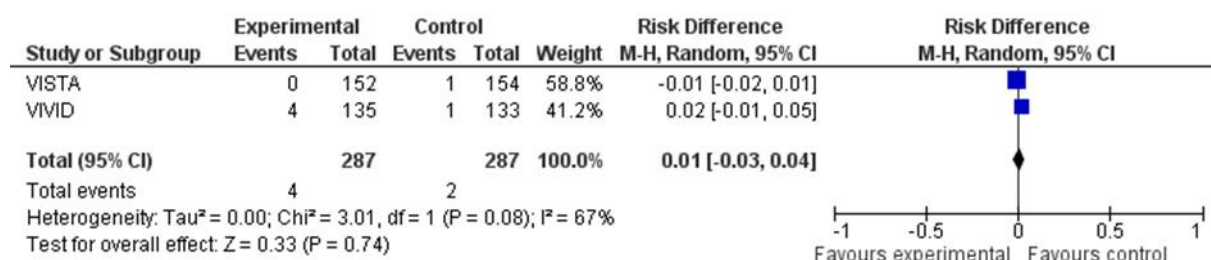 Experimental Control Risk Difference Risk Difference
Study or Subgroup Events Total Events Total Weight M-H, Random, 95% CI M-H, Random, 95% CI
VISTA 0 152 1 154 58.8% -0.01 [-0.02, 0.01]
VIVID 4 135 1 133 41.2% 0.02 [-0.01, 0.05]
Total (95% CI) 287 287 100.0% 0.01 [-0.03, 0.04]
Total events 4 2
Heterogeneity: Tau² = 0.00; Chi² = 3.01, df = 1 (P = 0.08); I² = 67%
Test for overall effect: Z = 0.33 (P = 0.74)
-1 -0.5 0 0.5 1
Favours experimental Favours control